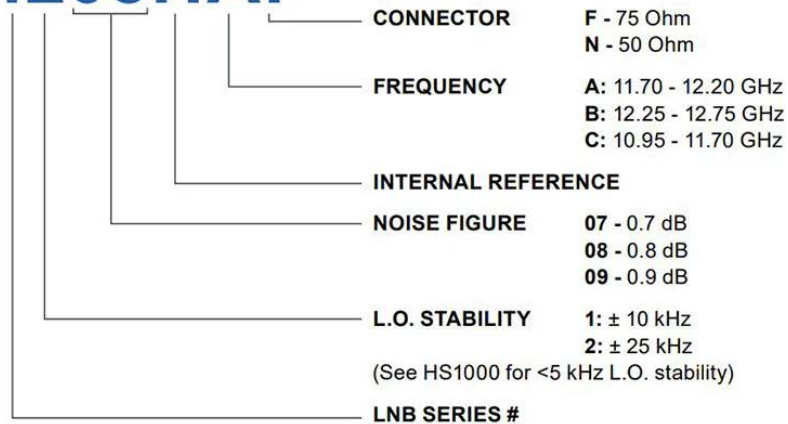 CONNECTOR F - 75 Ohm
N - 50 Ohm
FREQUENCY A: 11.70 - 12.20 GHz
B: 12.25 - 12.75 GHz
C: 10.95 - 11.70 GHz
INTERNAL REFERENCE
NOISE FIGURE 07 - 0.7 dB
08 - 0.8 dB
09 - 0.9 dB
L.O. STABILITY 1: ± 10 kHz
2: ± 25 kHz
(See HS1000 for <5 kHz L.O. stability)
LNB SERIES #